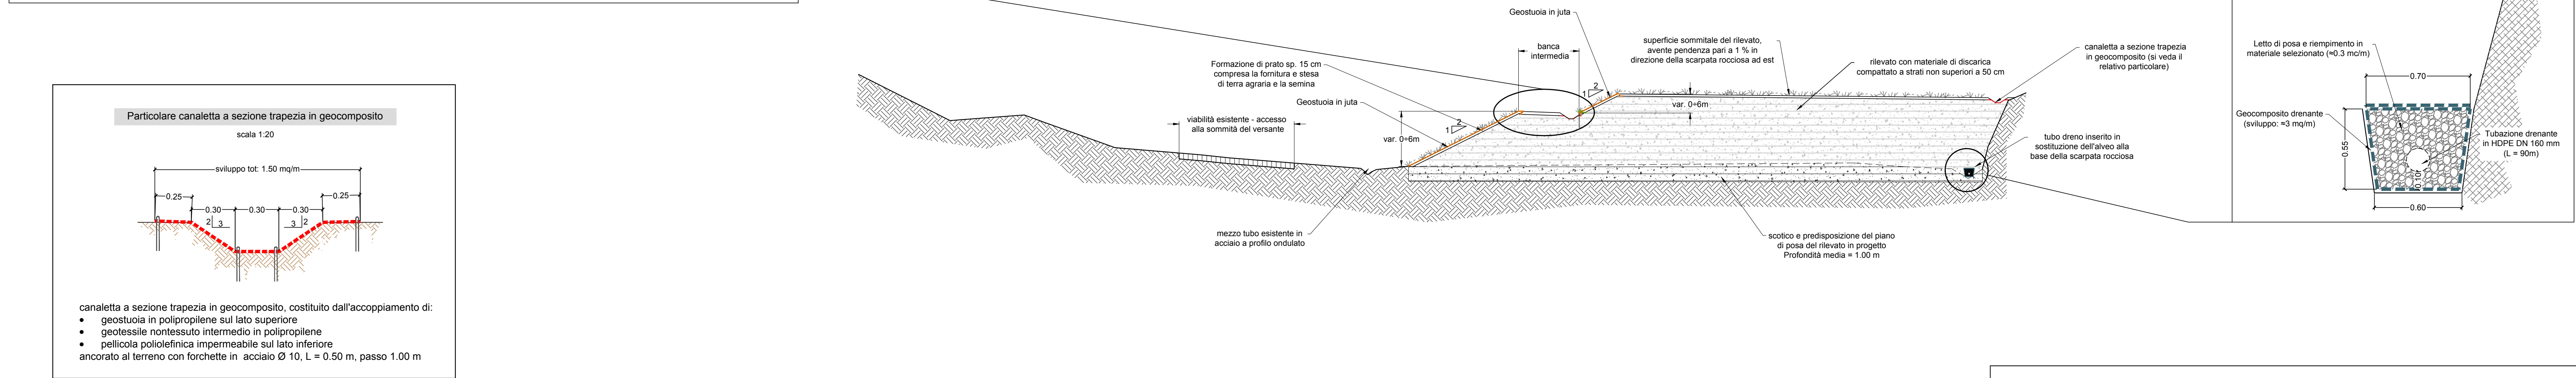 Particolare canaletta a sezione trapezia in geocomposito
scala 1:20
sviluppo tot: 1.50 mq/m
0.25
0.25
0.30
0.30
0.30
2
3
3
2
canaletta a sezione trapezia in geocomposito, costituito dall'accoppiamento di:
• geostuoia in polipropilene sul lato superiore
• geotessile nontessuto intermedio in polipropilene
• pellicola poliolefinica impermeabile sul lato inferiore
ancorato al terreno con forchette in acciaio Ø 10, L = 0.50 m, passo 1.00 m
Geostuoia in juta
banca
intermedia
Formazione di prato sp. 15 cm
compresa la fornitura e stesa
di terra agraria e la semina
Geostuoia in juta
viabilità esistente - accesso
alla sommità del versante
var. 0÷6m
1
2
1
2
var. 0÷6m
superficie sommitale del rilevato,
avente pendenza pari a 1 % in
direzione della scarpata rocciosa ad est
rilevato con materiale di discarica
compattato a strati non superiori a 50 cm
canaletta a sezione trapezia
in geocomposito (si veda il
relativo particolare)
tubo dreno inserito in
sostituzione dell'alveo alla
base della scarpata rocciosa
mezzo tubo esistente in
acciaio a profilo ondulato
scotico e predisposizione del piano
di posa del rilevato in progetto
Profondità media = 1.00 m
Letto di posa e riempimento in
materiale selezionato (≈0.3 mc/m)
0.70
Geocomposito drenante
(sviluppo: ≈3 mq/m)
0.55
Tubazione drenante
in HDPE DN 160 mm
(L = 90m)
0.10
0.60